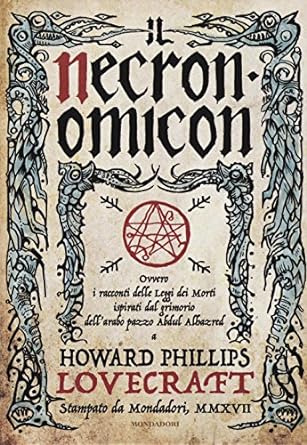 IL
NECRON·
OMICON
Ovvero
i racconti delle Leggi dei Morti
ispirati dal grimorio
dell'arabo pazzo Abdul Alhazred
a
HOWARD PHILLIPS
LOVECRAFT
MONDADORI
Stampato da Mondadori, MMXVII